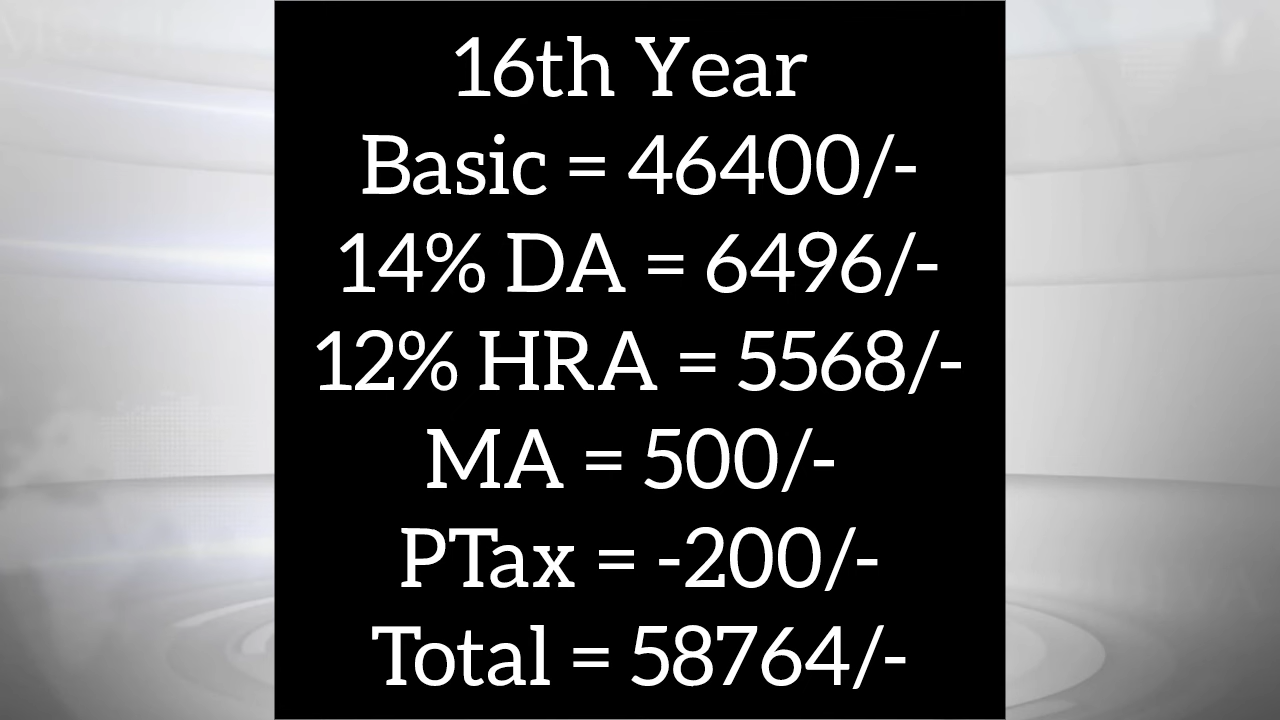 16th Year
Basic = 46400/-
14% DA = 6496/-
12% HRA = 5568/-
MA = 500/-
PTax = -200/-
Total = 58764/-